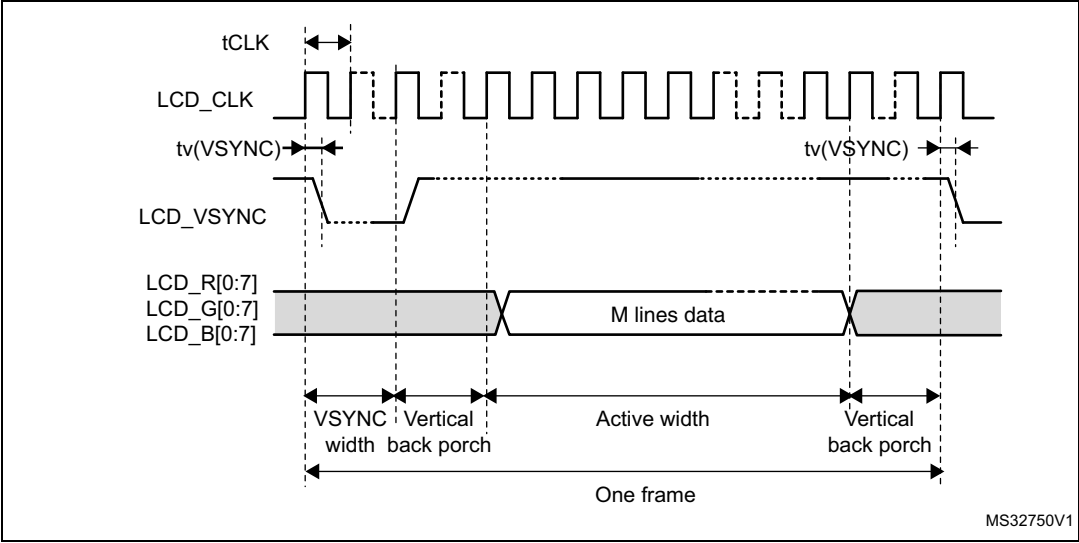 tCLK
LCD_CLK
tv(VSYNC)
tv(VSYNC)
LCD_VSYNC
LCD_R[0:7]
LCD_G[0:7]
LCD_B[0:7]
M lines data
VSYNC width
Vertical back porch
Active width
Vertical back porch
One frame
MS32750V1